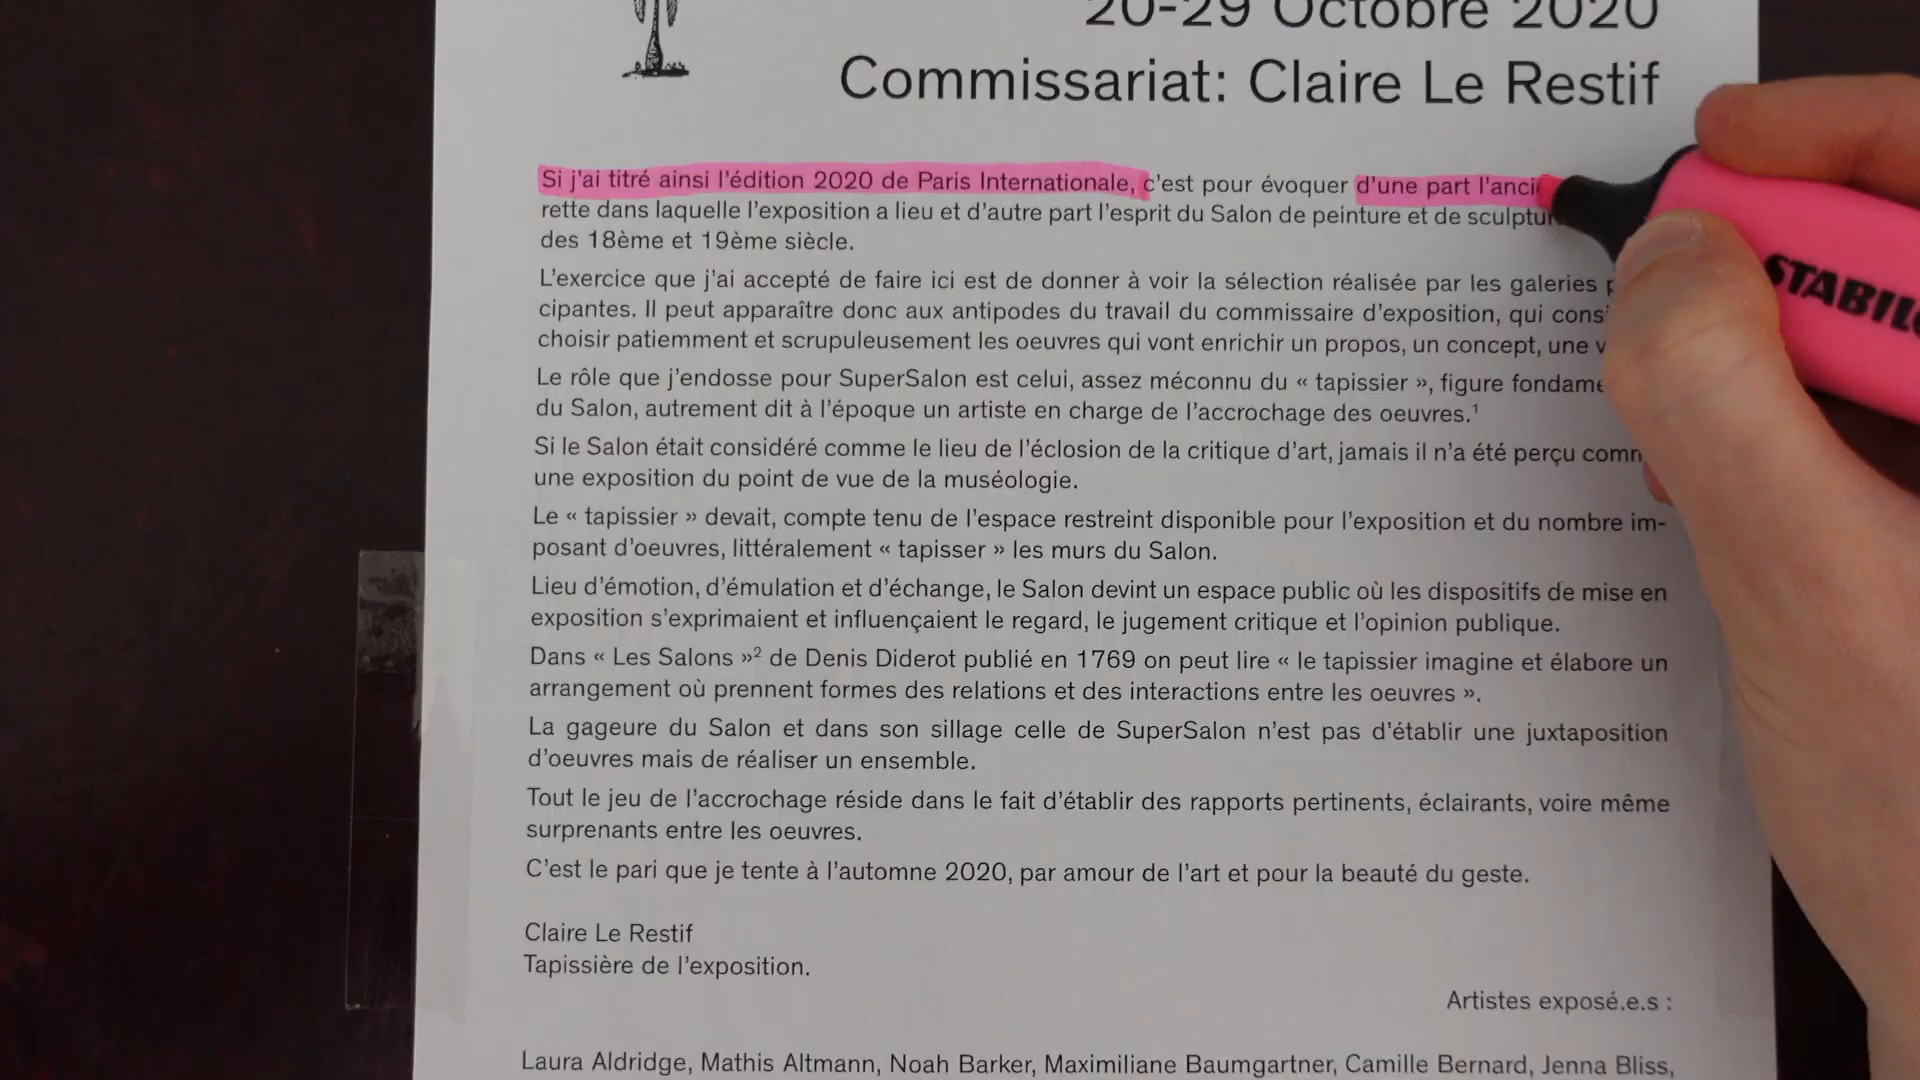 20-29 Octobre 2020
Commissariat: Claire Le Restif
Si j'ai titré ainsi l'édition 2020 de Paris Internationale, c'est pour évoquer d'une part l'anci
rette dans laquelle l'exposition a lieu et d'autre part l'esprit du Salon de peinture et de
des 18ème et 19ème siècle.
L'exercice que j'ai accepté de faire ici est de donner à voir la sélection réalisée par les galeries
cipantes. Il peut apparaître donc aux antipodes du travail du commissaire d'exposition, qui
choisir patiemment et scrupuleusement les oeuvres qui vont enrichir un propos, un concept, une
Le rôle que j'endosse pour SuperSalon est celui, assez méconnu du « tapissier », figure
du Salon, autrement dit à l'époque un artiste en charge de l'accrochage des oeuvres.¹
Si le Salon était considéré comme le lieu de l'éclosion de la critique d'art, jamais il n'a été perçu
une exposition du point de vue de la muséologie.
Le « tapissier » devait, compte tenu de l'espace restreint disponible pour l'exposition et du nombre im-
posant d'oeuvres, littéralement « tapisser » les murs du Salon.
Lieu d'émotion, d'émulation et d'échange, le Salon devint un espace public où les dispositifs de mise en
exposition s'exprimaient et influençaient le regard, le jugement critique et l'opinion publique.
Dans « Les Salons »² de Denis Diderot publié en 1769 on peut lire « le tapissier imagine et élabore un
arrangement où prennent formes des relations et des interactions entre les oeuvres ».
La gageure du Salon et dans son sillage celle de SuperSalon n'est pas d'établir une juxtaposition
d'oeuvres mais de réaliser un ensemble.
Tout le jeu de l'accrochage réside dans le fait d'établir des rapports pertinents, éclairants, voire même
surprenants entre les oeuvres.
C'est le pari que je tente à l'automne 2020, par amour de l'art et pour la beauté du geste.
Claire Le Restif
Tapissière de l'exposition.
Artistes exposé.e.s :
Laura Aldridge, Mathis Altmann, Noah Barker, Maximiliane Baumgartner, Camille Bernard, Jenna Bliss,
STABILO